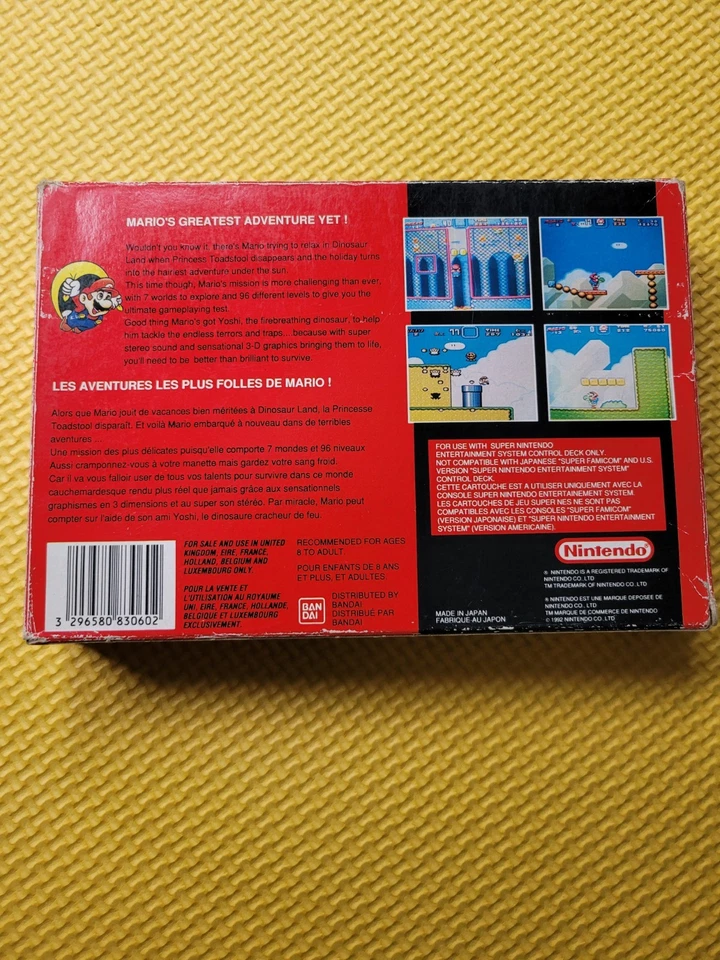 MARIO'S GREATEST ADVENTURE YET !
Wouldn't you know it, there's Mario trying to relax in Dinosaur
Land when Princess Toadstool disappears and the holiday turns
into the hairiest adventure under the sun.
This time though, Mario's mission is more challenging than ever,
with 7 worlds to explore and 96 different levels to give you the
ultimate gameplaying test.
Good thing Mario's got Yoshi, the firebreathing dinosaur, to help
him tackle the endless terrors and traps... because with super
stereo sound and sensational 3-D graphics bringing them to life,
you'll need to be better than brilliant to survive.
LES AVENTURES LES PLUS FOLLES DE MARIO !
Alors que Mario jouit de vacances bien méritées à Dinosaur Land, la Princesse
Toadstool disparaît. Et voilà Mario embarqué à nouveau dans de terribles
aventures ...
Une mission des plus délicates puisqu'elle comporte 7 mondes et 96 niveaux
Aussi cramponnez-vous à votre manette mais gardez votre sang froid.
Car il va vous falloir user de tous vos talents pour survivre dans ce monde
cauchemardesque rendu plus réel que jamais grâce aux sensationnels
graphismes en 3 dimensions et au super son stéréo. Par miracle, Mario peut
compter sur l'aide de son ami Yoshi, le dinosaure cracheur de feu.
FOR USE WITH SUPER NINTENDO
ENTERTAINMENT SYSTEM CONTROL DECK ONLY.
NOT COMPATIBLE WITH JAPANESE "SUPER FAMICOM" AND U.S.
VERSION "SUPER NINTENDO ENTERTAINMENT SYSTEM"
CONTROL DECK.
CETTE CARTOUCHE EST A UTILISER UNIQUEMENT AVEC LA
CONSOLE SUPER NINTENDO ENTERTAINEMENT SYSTEM.
LES CARTOUCHES DE JEU SUPER NES NE SONT PAS
COMPATIBLES AVEC LES CONSOLES "SUPER FAMICOM"
(VERSION JAPONAISE) ET "SUPER NINTENDO ENTERTAINMENT
SYSTEM" (VERSION AMERICAINE).
3 296580 830602
FOR SALE AND USE IN UNITED
KINGDOM, EIRE, FRANCE,
HOLLAND, BELGIUM AND
LUXEMBOURG ONLY.
POUR LA VENTE ET
L'UTILISATION AU ROYAUME
UNI, EIRE, FRANCE, HOLLANDE,
BELGIQUE ET LUXEMBOURG
EXCLUSIVEMENT.
RECOMMENDED FOR AGES
8 TO ADULT
POUR ENFANTS DE 8 ANS
ET PLUS, ET ADULTES.
BAN
DAI
DISTRIBUTED BY
BANDAI
DISTRIBUÉ PAR
BANDAI
MADE IN JAPAN
FABRIQUE AU JAPON
Nintendo
® NINTENDO IS A REGISTERED TRADEMARK OF
NINTENDO CO. LTD
TM TRADEMARK OF NINTENDO CO. LTD
® NINTENDO EST UNE MARQUE DEPOSEE DE
NINTENDO CO. LTD
TM MARQUE DE COMMERCE DE NINTENDO
© 1992 NINTENDO CO. LTD